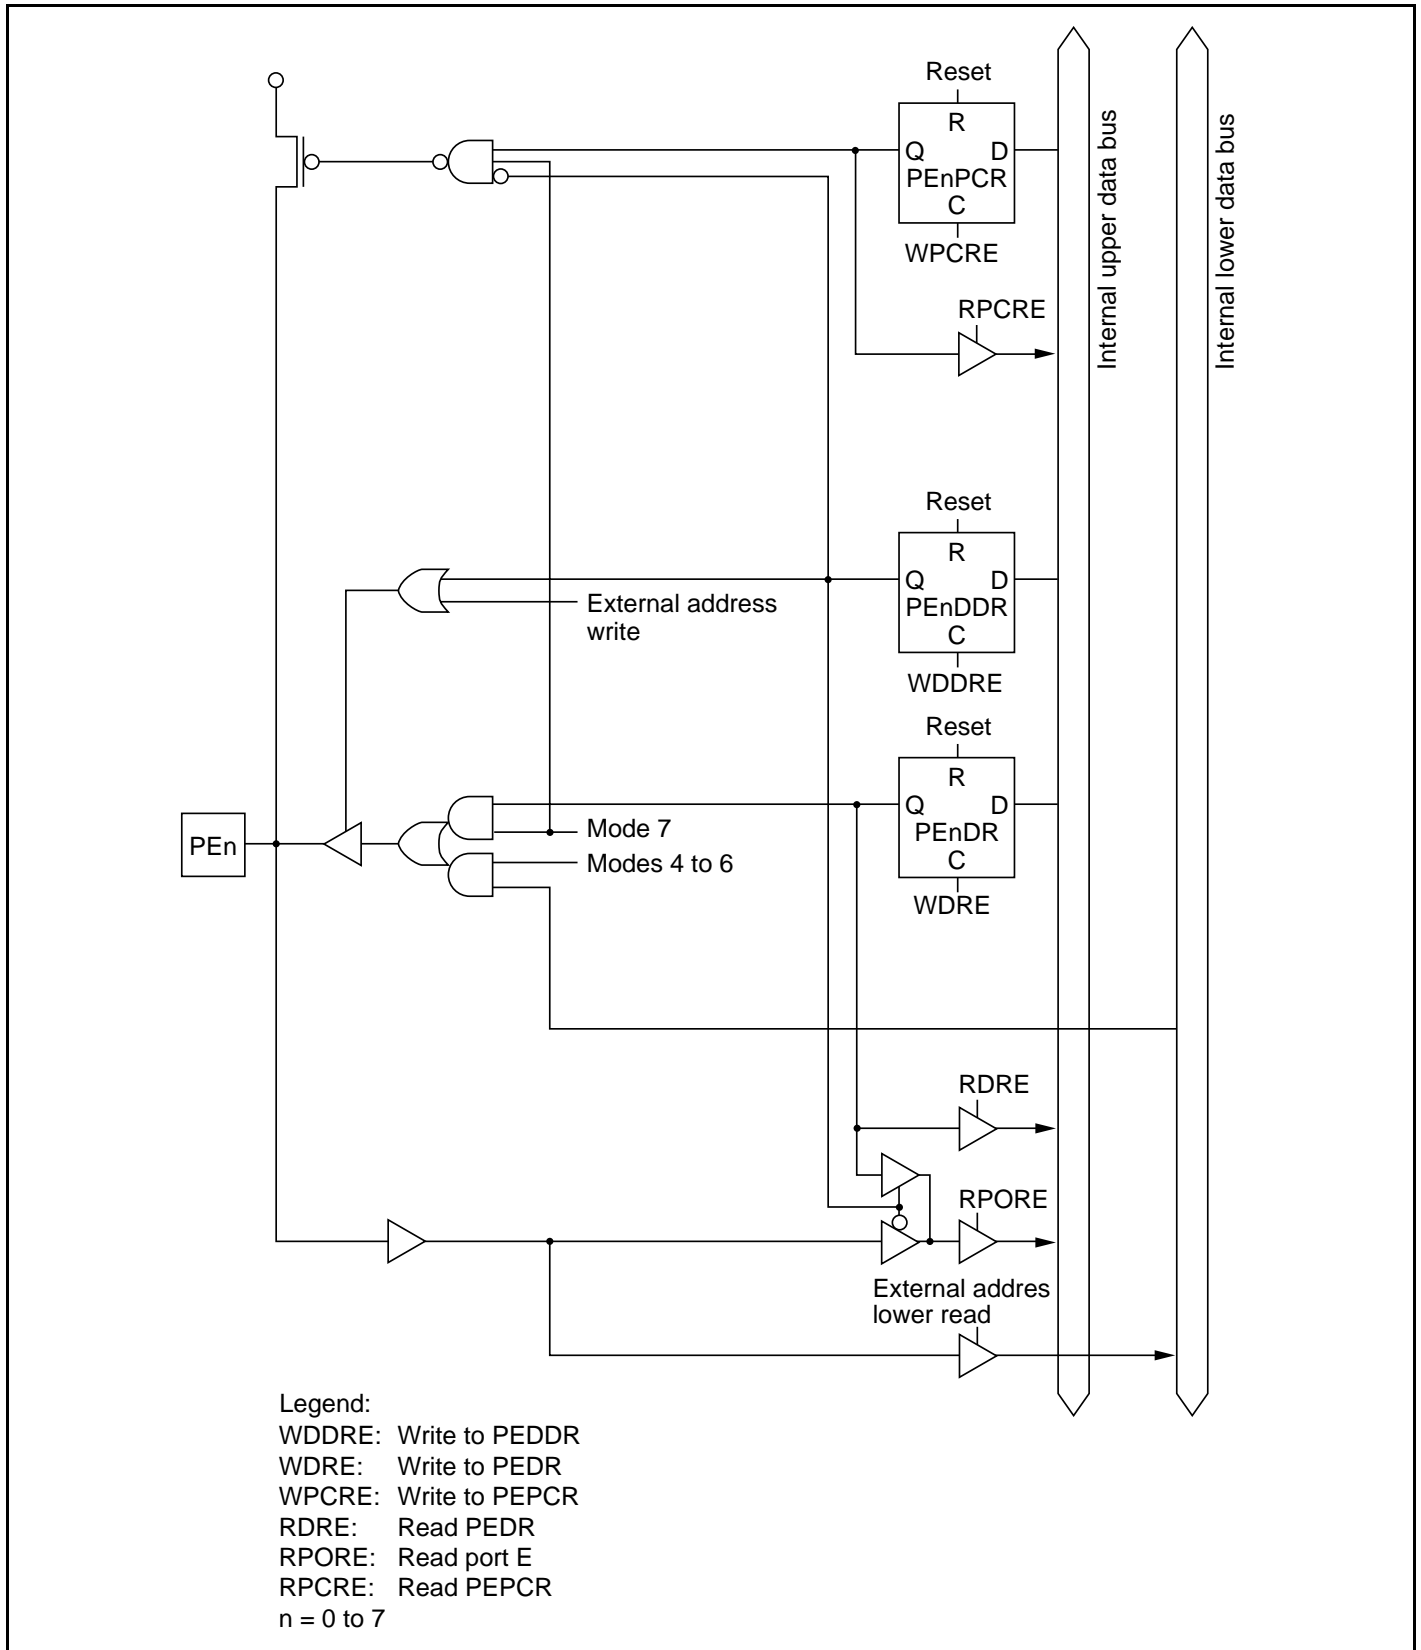 Reset
R
Q D
PEnPCR
C
WPCRE
RPCRE
Internal upper data bus
Internal lower data bus
Reset
R
Q D
PEnDDR
C
WDDRE
External address
write
Reset
R
Q D
PEnDR
C
WDRE
Mode 7
Modes 4 to 6
PEn
RDRE
RPORE
External addres
lower read
Legend:
WDDRE: Write to PEDDR
WDRE: Write to PEDR
WPCRE: Write to PEPCR
RDRE: Read PEDR
RPORE: Read port E
RPCRE: Read PEPCR
n = 0 to 7